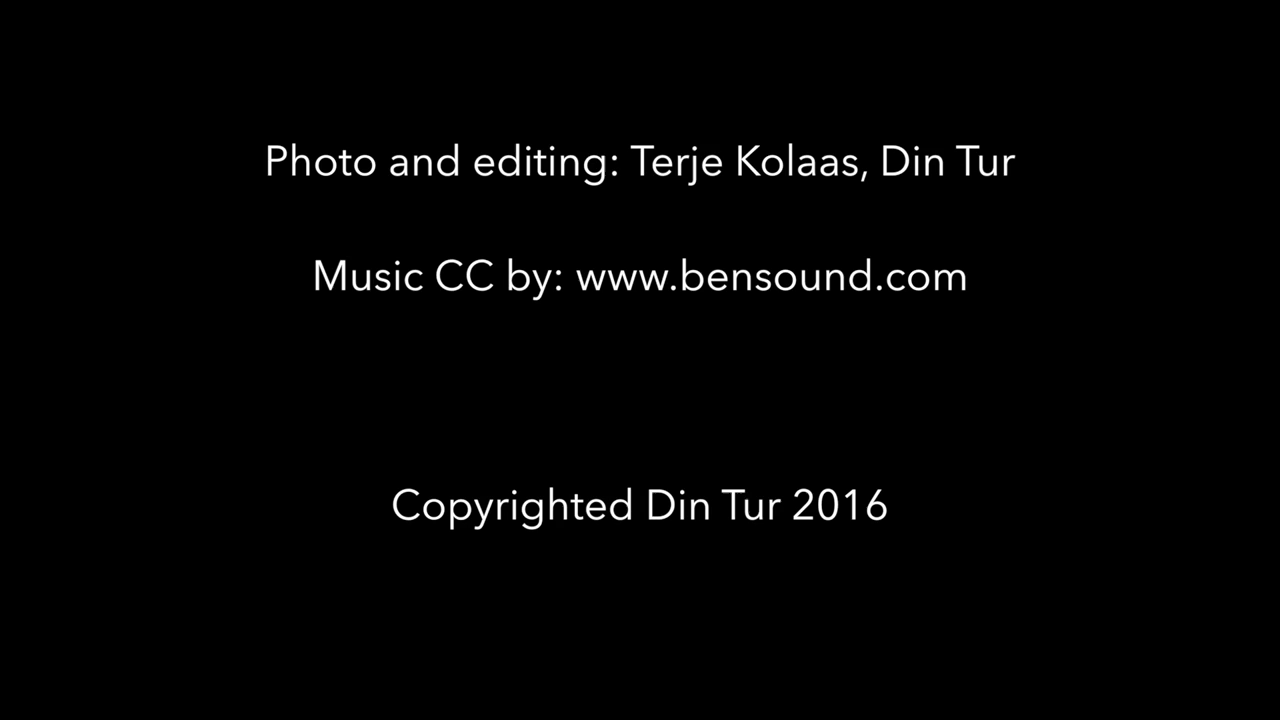 Photo and editing: Terje Kolaas, Din Tur
Music CC by: www.bensound.com
Copyrighted Din Tur 2016